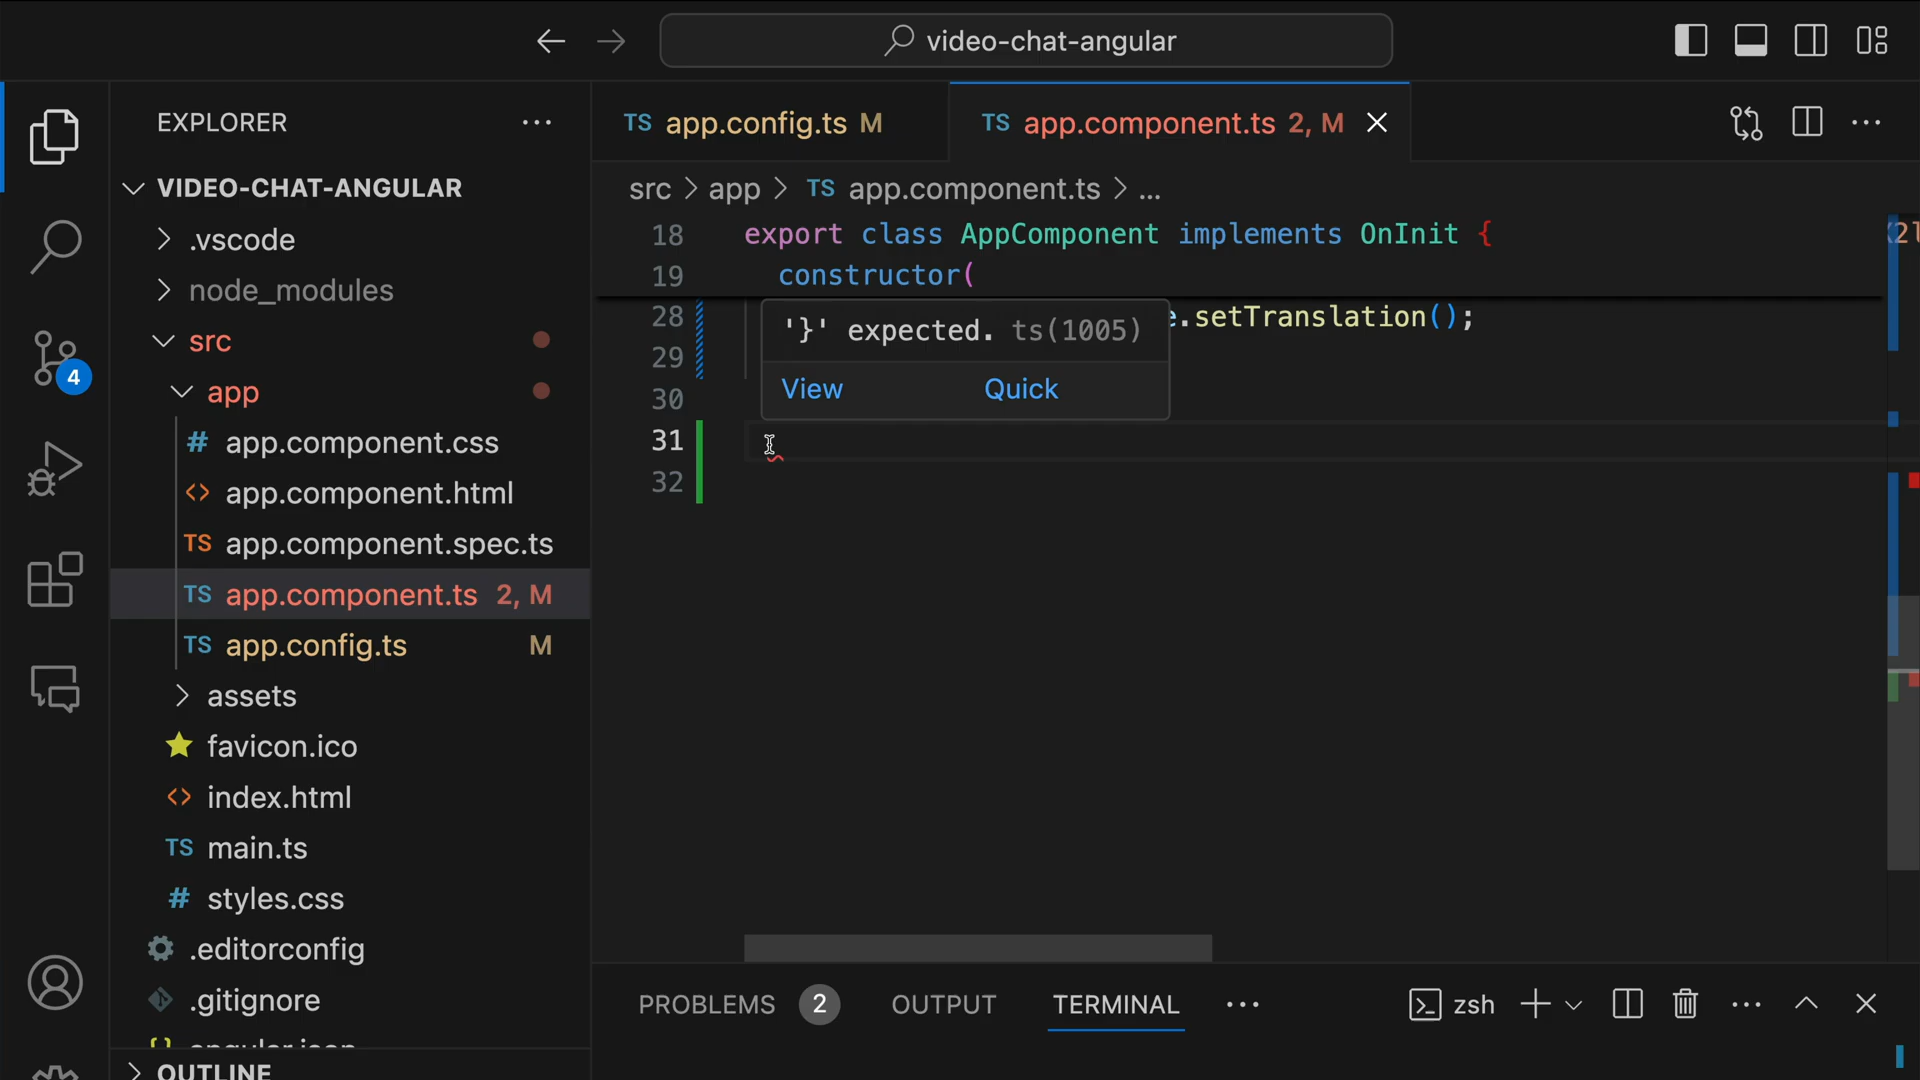 video-chat-angular
EXPLORER
TS app.config.ts M
TS app.component.ts 2, M
VIDEO-CHAT-ANGULAR
src > app > TS app.component.ts > ...
.vscode
node_modules
src
app
# app.component.css
<> app.component.html
TS app.component.spec.ts
TS app.component.ts 2, M
TS app.config.ts M
assets
favicon.ico
<> index.html
TS main.ts
# styles.css
.editorconfig
.gitignore
{} angular.json
OUTLINE
4
18 export class AppComponent implements OnInit {
19 constructor(
28 e.setTranslation();
'}' expected. ts(1005)
29
View Quick
30
31
32
PROBLEMS 2 OUTPUT TERMINAL ... zsh